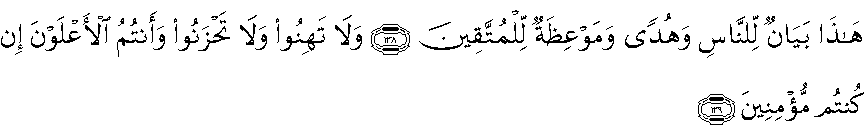 هَـٰذَا بَيَانٌ لِّلنَّاسِ وَهُدًى وَمَوْعِظَةٌ لِّلْمُتَّقِينَ ﴿١٣٨﴾ وَلَا تَهِنُوا۟ وَلَا تَحْزَنُوا۟ وَأَنتُمُ ٱلْأَعْلَوْنَ إِن
كُنتُم مُّؤْمِنِينَ ﴿١٣٩﴾